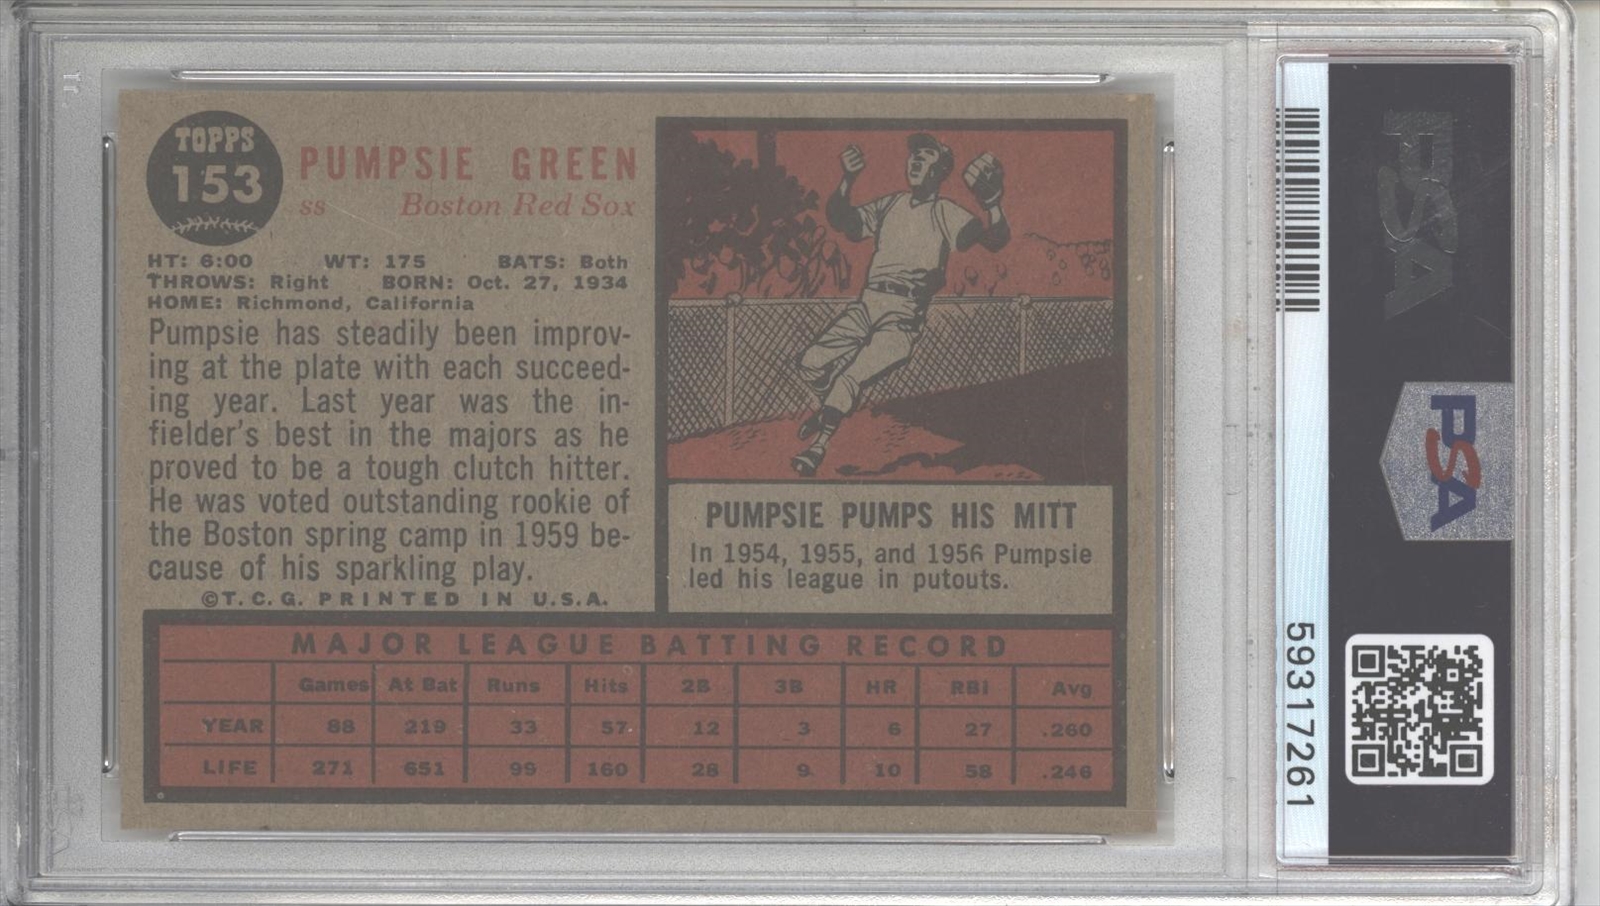 TOPPS
153
PUMPSIE GREEN
ss Boston Red Sox
HT: 6:00 WT: 175 BATS: Both
THROWS: Right BORN: Oct. 27, 1934
HOME: Richmond, California
Pumpsie has steadily been improv-
ing at the plate with each succeed-
ing year. Last year was the in-
fielder's best in the majors as he
proved to be a tough clutch hitter.
He was voted outstanding rookie of
the Boston spring camp in 1959 be-
cause of his sparkling play.
©T.C.G. PRINTED IN U.S.A.
PUMPSIE PUMPS HIS MITT
In 1954, 1955, and 1956 Pumpsie
led his league in putouts.
MAJOR LEAGUE BATTING RECORD
Games At Bat Runs Hits 2B 3B HR RBI Avg
YEAR 88 219 33 57 12 3 6 27 .260
LIFE 271 651 99 160 28 9 10 58 .246
PSA
PSA
59317261